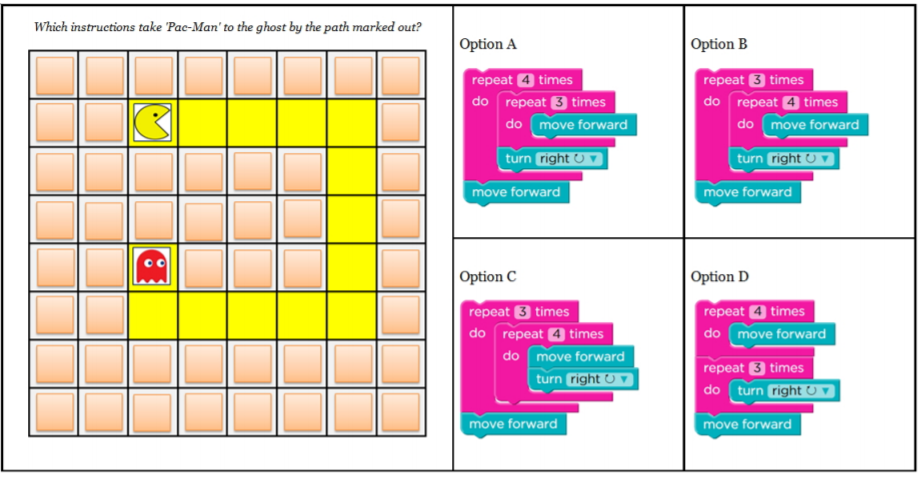 Which instructions take 'Pac-Man' to the ghost by the path marked out?
Option A
repeat 4 times
do repeat 3 times
do move forward
turn right ↻ ▼
move forward
Option B
repeat 3 times
do repeat 4 times
do move forward
turn right ↻ ▼
move forward
Option C
repeat 3 times
do repeat 4 times
do move forward
turn right ↻ ▼
move forward
Option D
repeat 4 times
do move forward
repeat 3 times
do turn right ↻ ▼
move forward